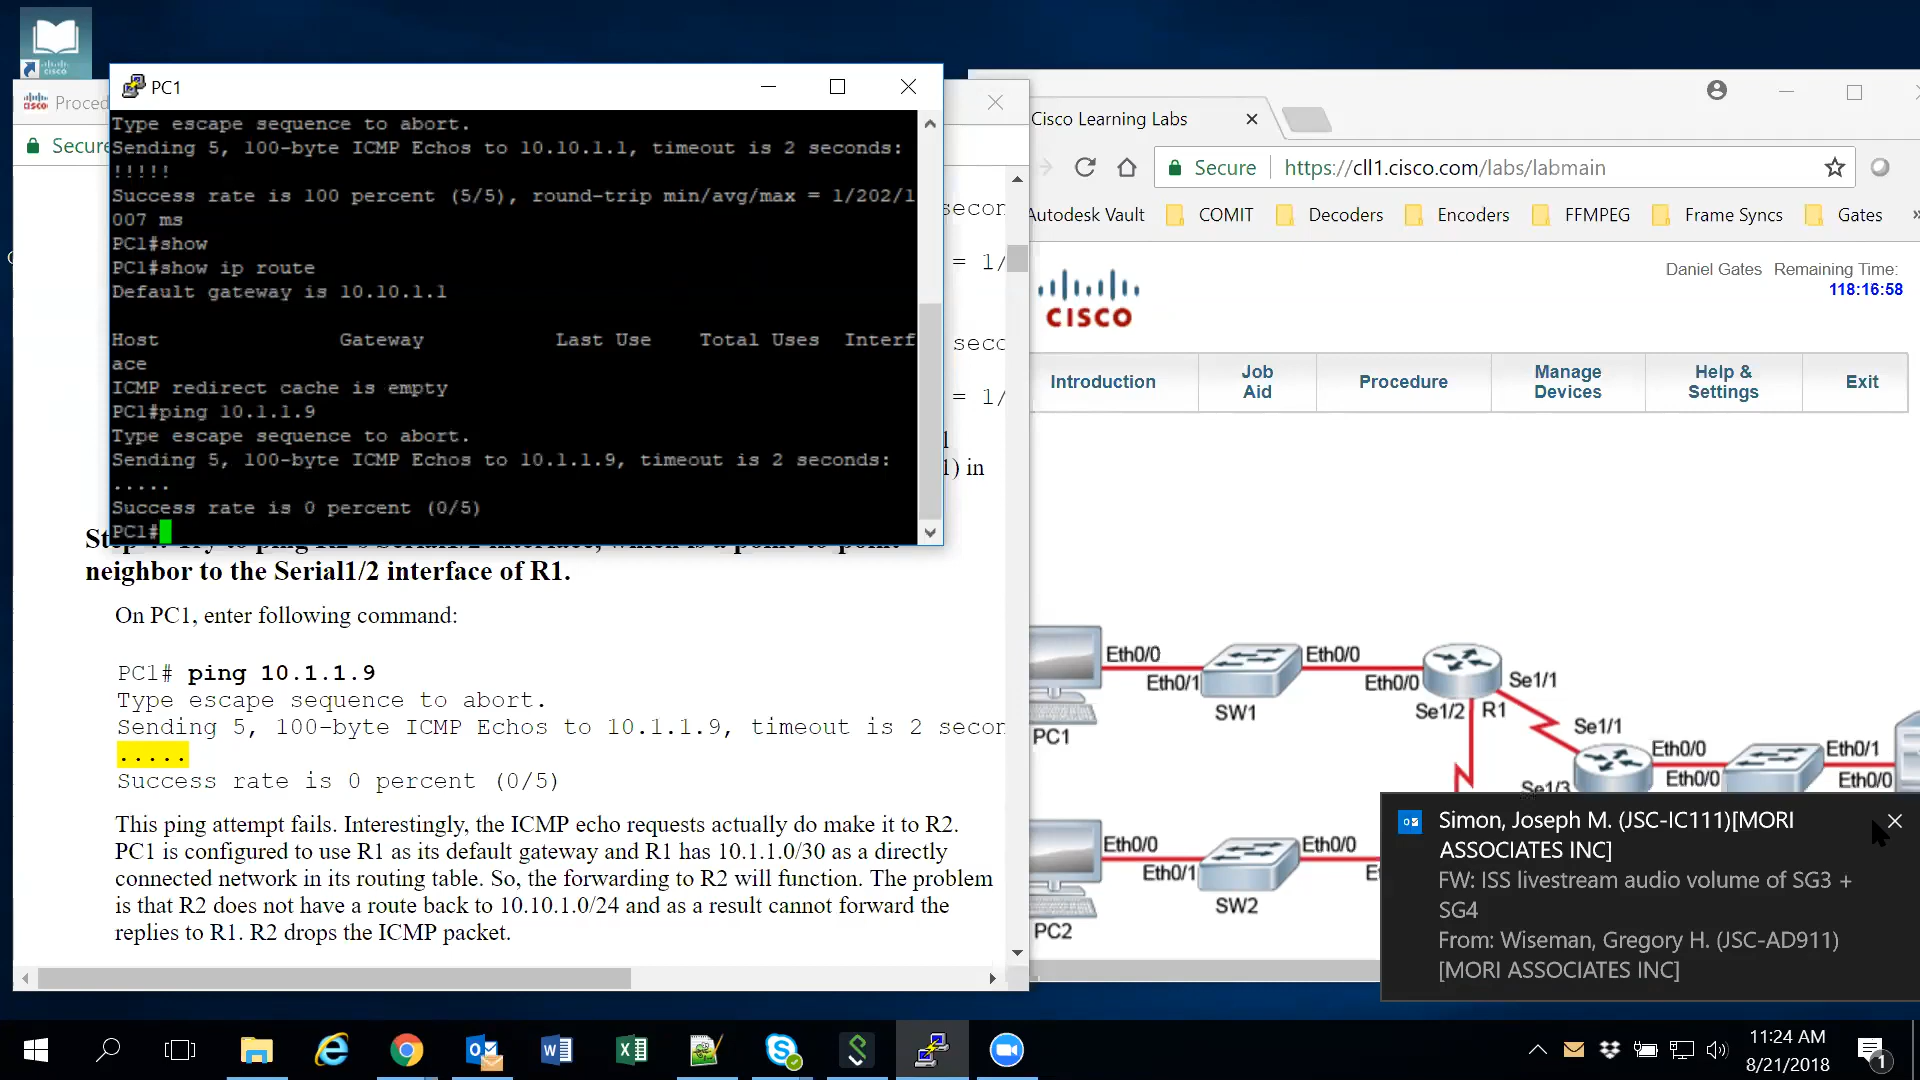 cisco
Proced
Secure
PC1
Type escape sequence to abort.
Sending 5, 100-byte ICMP Echos to 10.10.1.1, timeout is 2 seconds:
!!!!!
Success rate is 100 percent (5/5), round-trip min/avg/max = 1/202/1
007 ms
PC1#show
PC1#show ip route
Default gateway is 10.10.1.1
Host Gateway Last Use Total Uses Interf
ace
ICMP redirect cache is empty
PC1#ping 10.1.1.9
Type escape sequence to abort.
Sending 5, 100-byte ICMP Echos to 10.1.1.9, timeout is 2 seconds:
.....
Success rate is 0 percent (0/5)
PC1#
secon
= 1/
seco
= 1/
1) in
neighbor to the Serial1/2 interface of R1.
On PC1, enter following command:
PC1# ping 10.1.1.9
Type escape sequence to abort.
Sending 5, 100-byte ICMP Echos to 10.1.1.9, timeout is 2 secon
.....
Success rate is 0 percent (0/5)
This ping attempt fails. Interestingly, the ICMP echo requests actually do make it to R2.
PC1 is configured to use R1 as its default gateway and R1 has 10.1.1.0/30 as a directly
connected network in its routing table. So, the forwarding to R2 will function. The problem
is that R2 does not have a route back to 10.10.1.0/24 and as a result cannot forward the
replies to R1. R2 drops the ICMP packet.
Cisco Learning Labs
Secure https://cll1.cisco.com/labs/labmain
Autodesk Vault COMIT Decoders Encoders FFMPEG Frame Syncs Gates »
Daniel Gates Remaining Time:
118:16:58
CISCO
Introduction Job Aid Procedure Manage Devices Help & Settings Exit
Eth0/0 Eth0/0
Eth0/1 Eth0/0 Se1/1
SW1 Se1/2 R1
PC1 Se1/1
Eth0/0 Eth0/1
Se1/3 Eth0/0 Eth0/0
Eth0/0 Eth0/0
Eth0/1 E
SW2
PC2
Simon, Joseph M. (JSC-IC111)[MORI
ASSOCIATES INC]
FW: ISS livestream audio volume of SG3 +
SG4
From: Wiseman, Gregory H. (JSC-AD911)
[MORI ASSOCIATES INC]
11:24 AM
8/21/2018
1